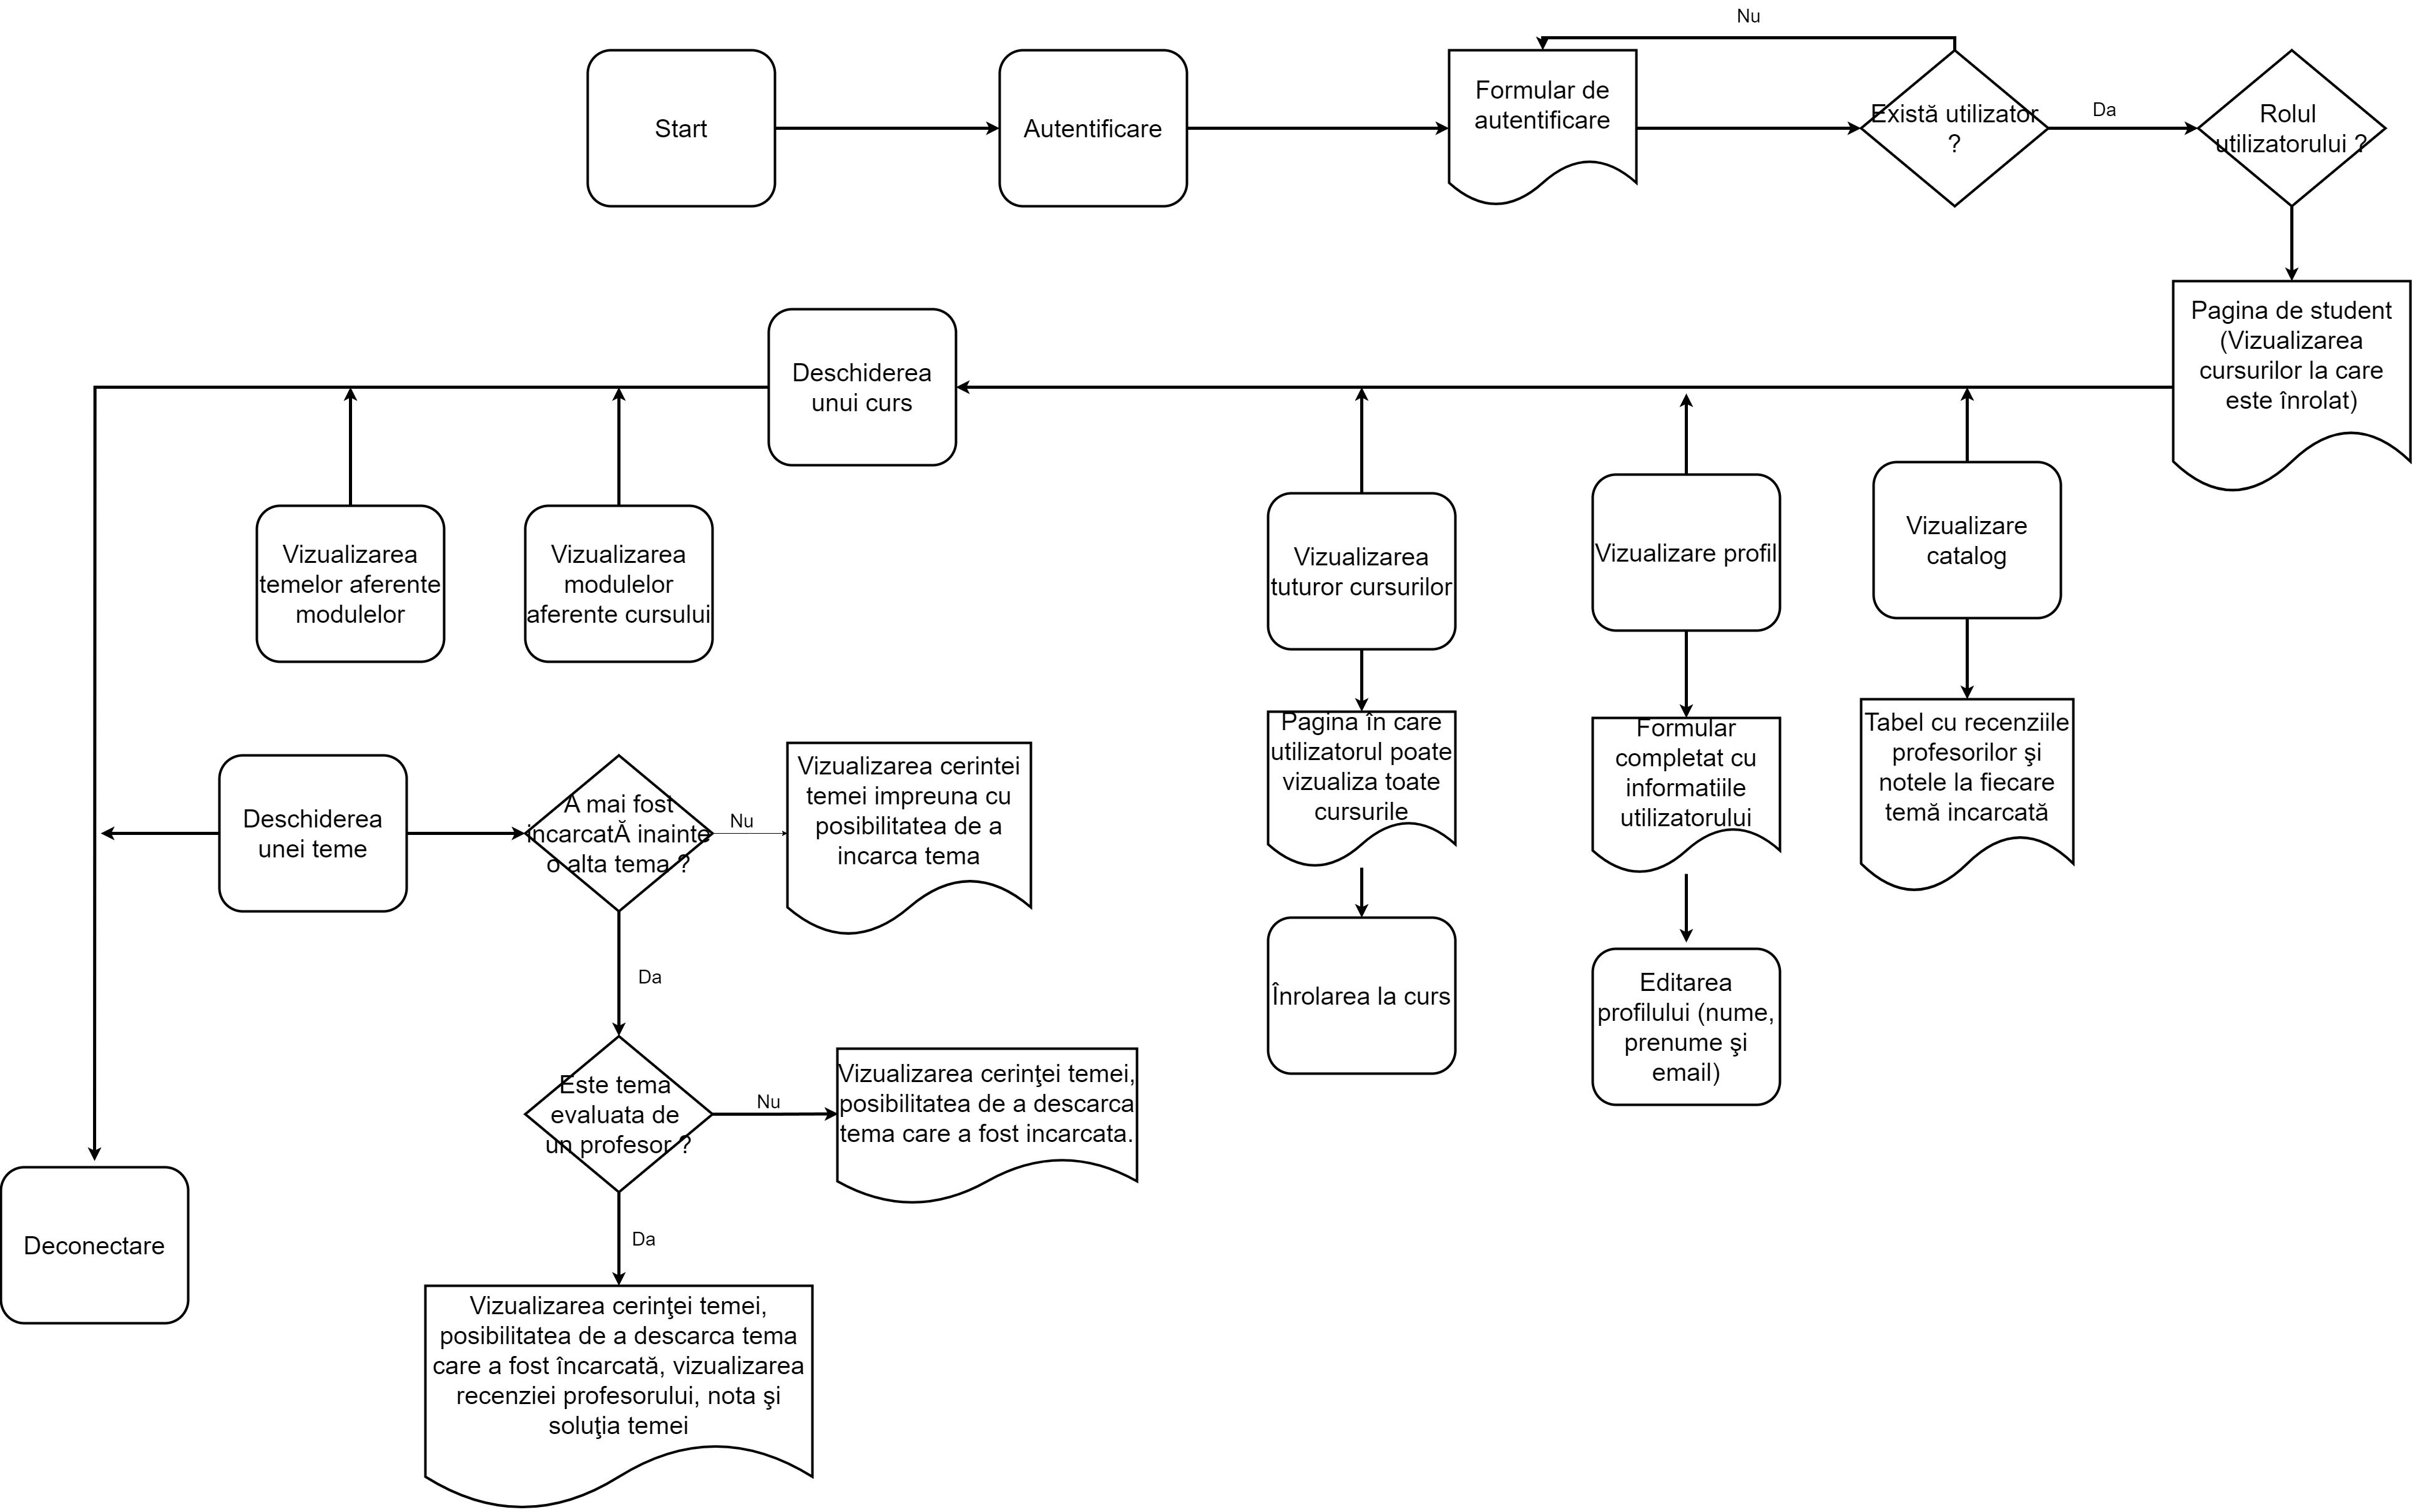 Nu
Start
Autentificare
Formular de
autentificare
Există utilizator
?
Da
Rolul
utilizatorului ?
Pagina de student
(Vizualizarea
cursurilor la care
este înrolat)
Deschiderea
unui curs
Vizualizarea
temelor aferente
modulelor
Vizualizarea
modulelor
aferente cursului
Vizualizarea
tuturor cursurilor
Vizualizare profil
Vizualizare
catalog
Pagina în care
utilizatorul poate
vizualiza toate
cursurile
Formular
completat cu
informatiile
utilizatorului
Tabel cu recenziile
profesorilor şi
notele la fiecare
temă incarcată
Deschiderea
unei teme
A mai fost
incarcatĂ inainte
o alta tema ?
Nu
Vizualizarea cerintei
temei impreuna cu
posibilitatea de a
incarca tema
Da
Înrolarea la curs
Editarea
profilului (nume,
prenume şi
email)
Este tema
evaluata de
un profesor ?
Nu
Vizualizarea cerinţei temei,
posibilitatea de a descarca
tema care a fost incarcata.
Deconectare
Da
Vizualizarea cerinţei temei,
posibilitatea de a descarca tema
care a fost încarcată, vizualizarea
recenziei profesorului, nota şi
soluţia temei